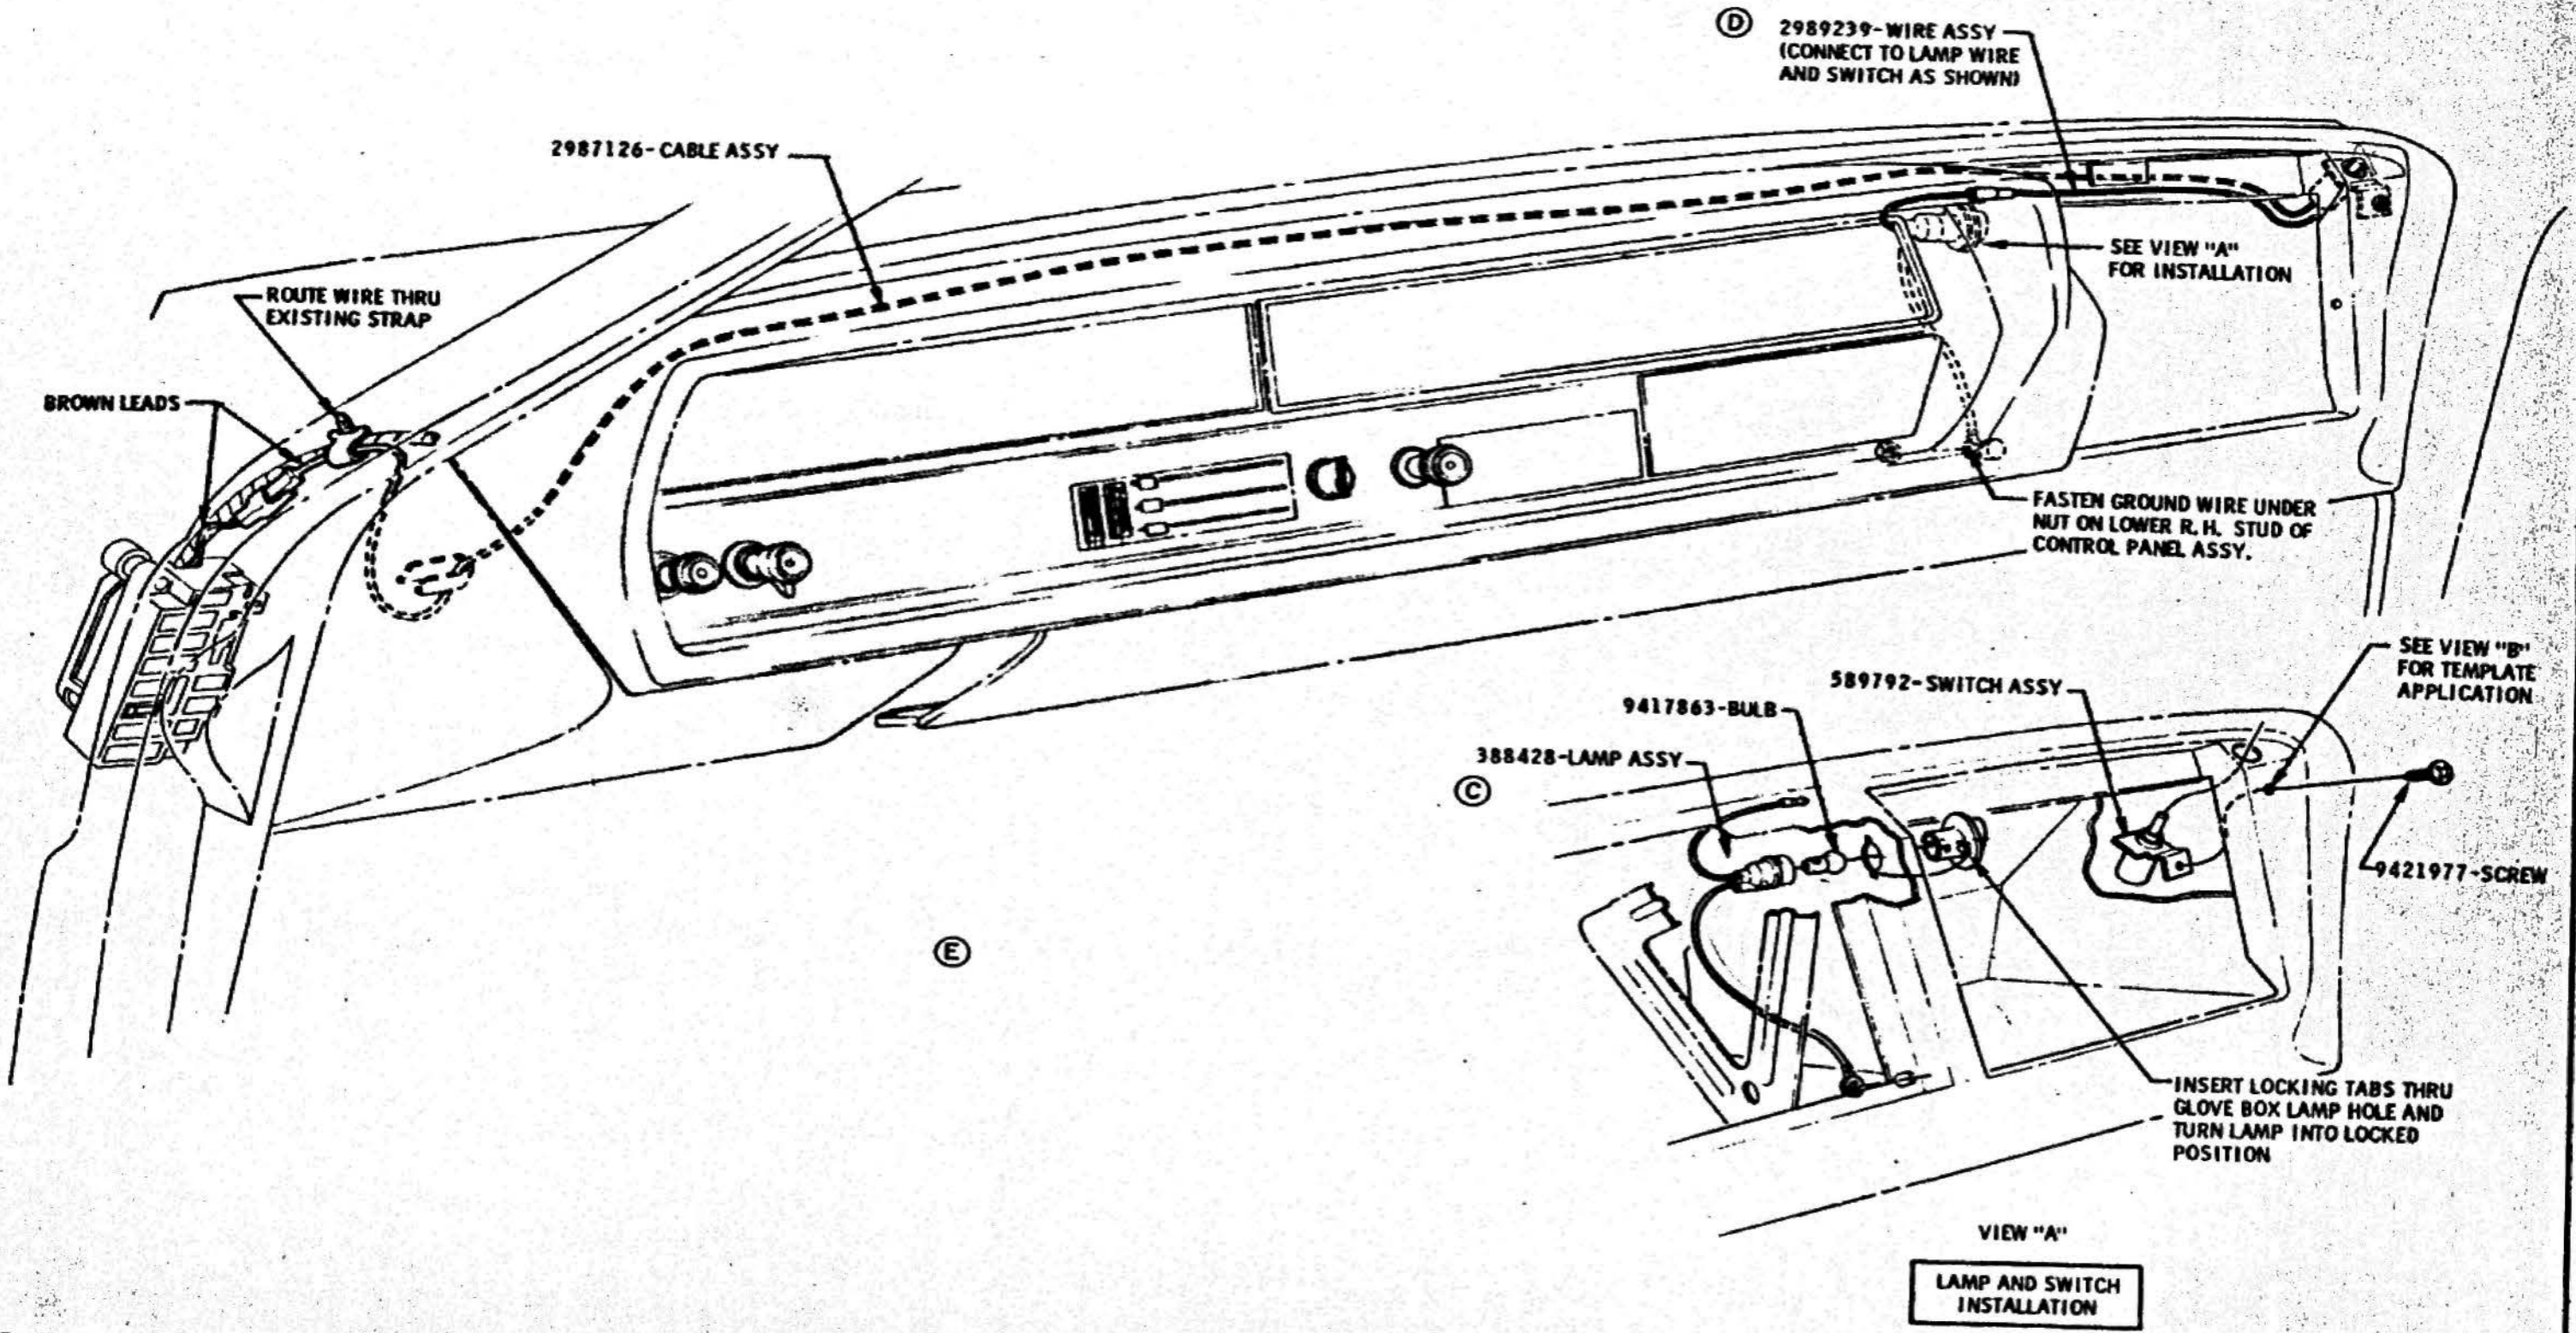 D
2989239-WIRE ASSY
(CONNECT TO LAMP WIRE
AND SWITCH AS SHOWN)
2987126-CABLE ASSY
ROUTE WIRE THRU
EXISTING STRAP
SEE VIEW "A"
FOR INSTALLATION
BROWN LEADS
FASTEN GROUND WIRE UNDER
NUT ON LOWER R.H. STUD OF
CONTROL PANEL ASSY.
SEE VIEW "B"
FOR TEMPLATE
APPLICATION
589792-SWITCH ASSY
9417863-BULB
388428-LAMP ASSY
C
9421977-SCREW
E
INSERT LOCKING TABS THRU
GLOVE BOX LAMP HOLE AND
TURN LAMP INTO LOCKED
POSITION
VIEW "A"
LAMP AND SWITCH
INSTALLATION